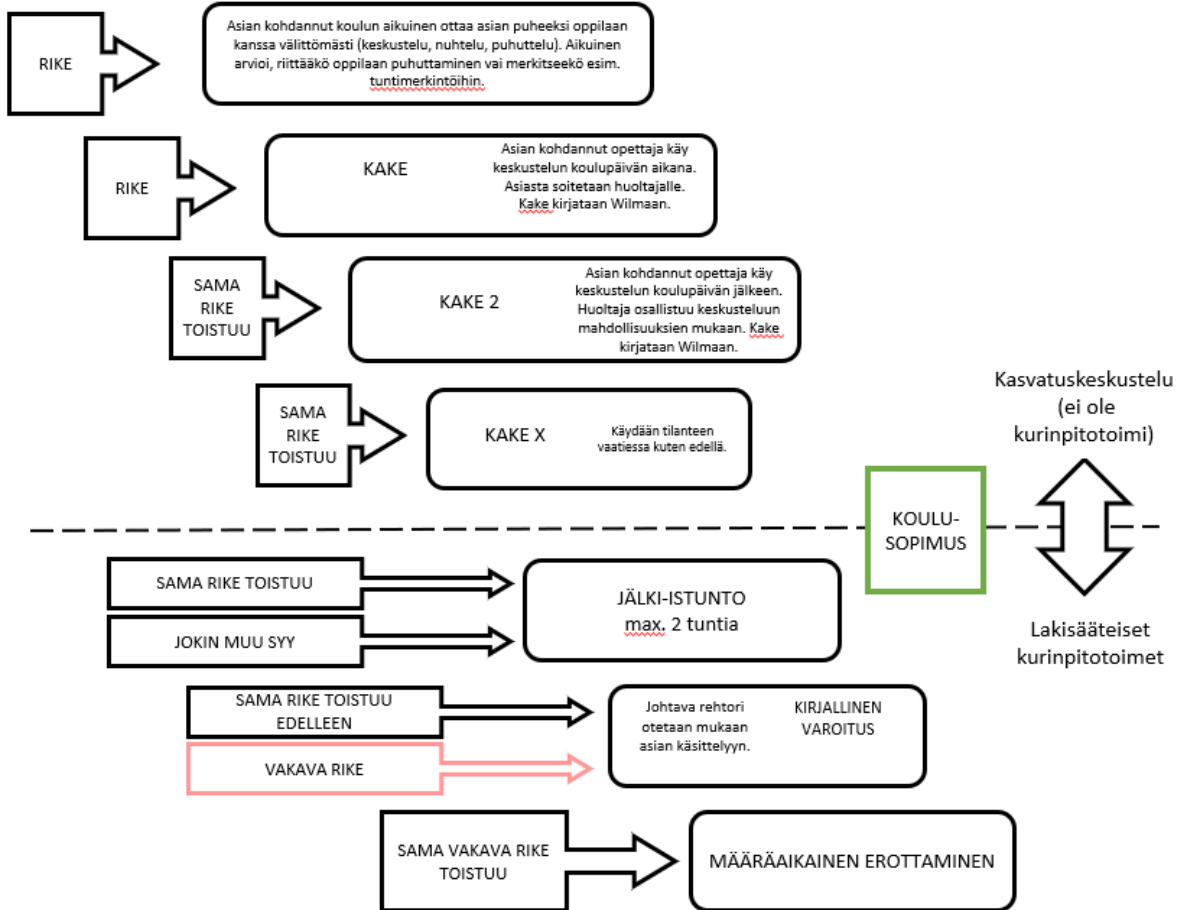 RIKE
Asian kohdannut koulun aikuinen ottaa asian puheeksi oppilaan
kanssa välittömästi (keskustelu, nuhtelu, puhuttelu). Aikuinen
arvioi, riittääkö oppilaan puhuttaminen vai merkitseekö esim.
tuntimerkintöihin.
RIKE
KAKE
Asian kohdannut opettaja käy
keskustelun koulupäivän aikana.
Asiasta soitetaan huoltajalle.
Kake kirjataan Wilmaan.
SAMA
RIKE
TOISTUU
KAKE 2
Asian kohdannut opettaja käy
keskustelun koulupäivän jälkeen.
Huoltaja osallistuu keskusteluun
mahdollisuuksien mukaan. Kake
kirjataan Wilmaan.
SAMA
RIKE
TOISTUU
KAKE X
Käydään tilanteen
vaatiessa kuten edellä.
Kasvatuskeskustelu
(ei ole
kurinpitotoimi)
KOULU-
SOPIMUS
Lakisääteiset
kurinpitotoimet
SAMA RIKE TOISTUU
JOKIN MUU SYY
JÄLKI-ISTUNTO
max. 2 tuntia
SAMA RIKE TOISTUU
EDELLEEN
VAKAVA RIKE
Johtava rehtori
otetaan mukaan
asian käsittelyyn.
KIRJALLINEN
VAROITUS
SAMA VAKAVA RIKE
TOISTUU
MÄÄRÄAIKAINEN EROTTAMINEN